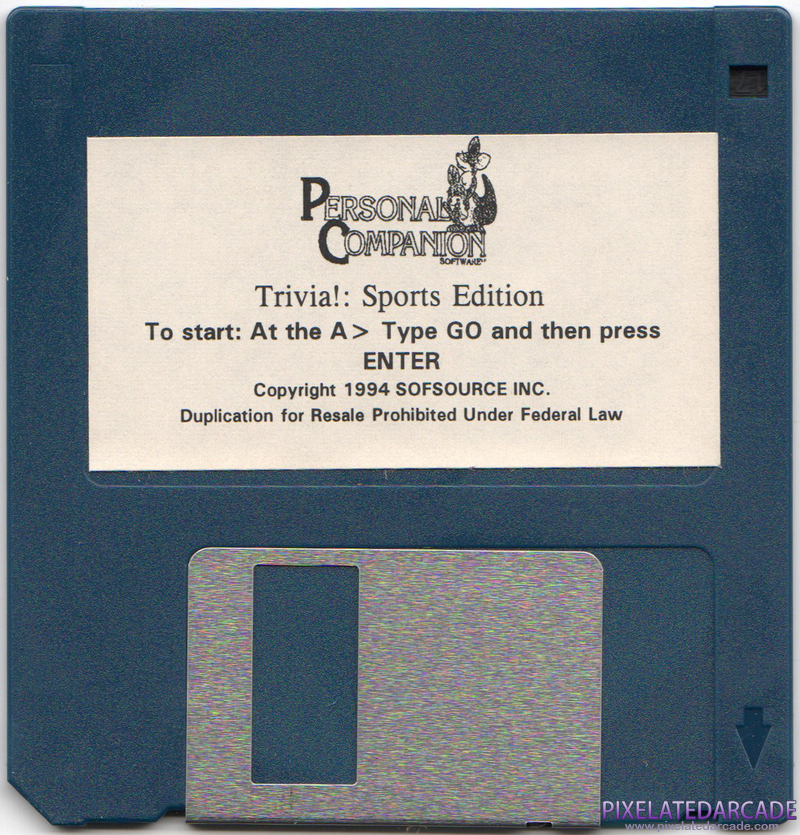 PERSONAL
COMPANION
SOFTWARE™
Trivia!: Sports Edition
To start: At the A> Type GO and then press
ENTER
Copyright 1994 SOFSOURCE INC.
Duplication for Resale Prohibited Under Federal Law
PIXELATEDARCADE
www.pixelatedarcade.com